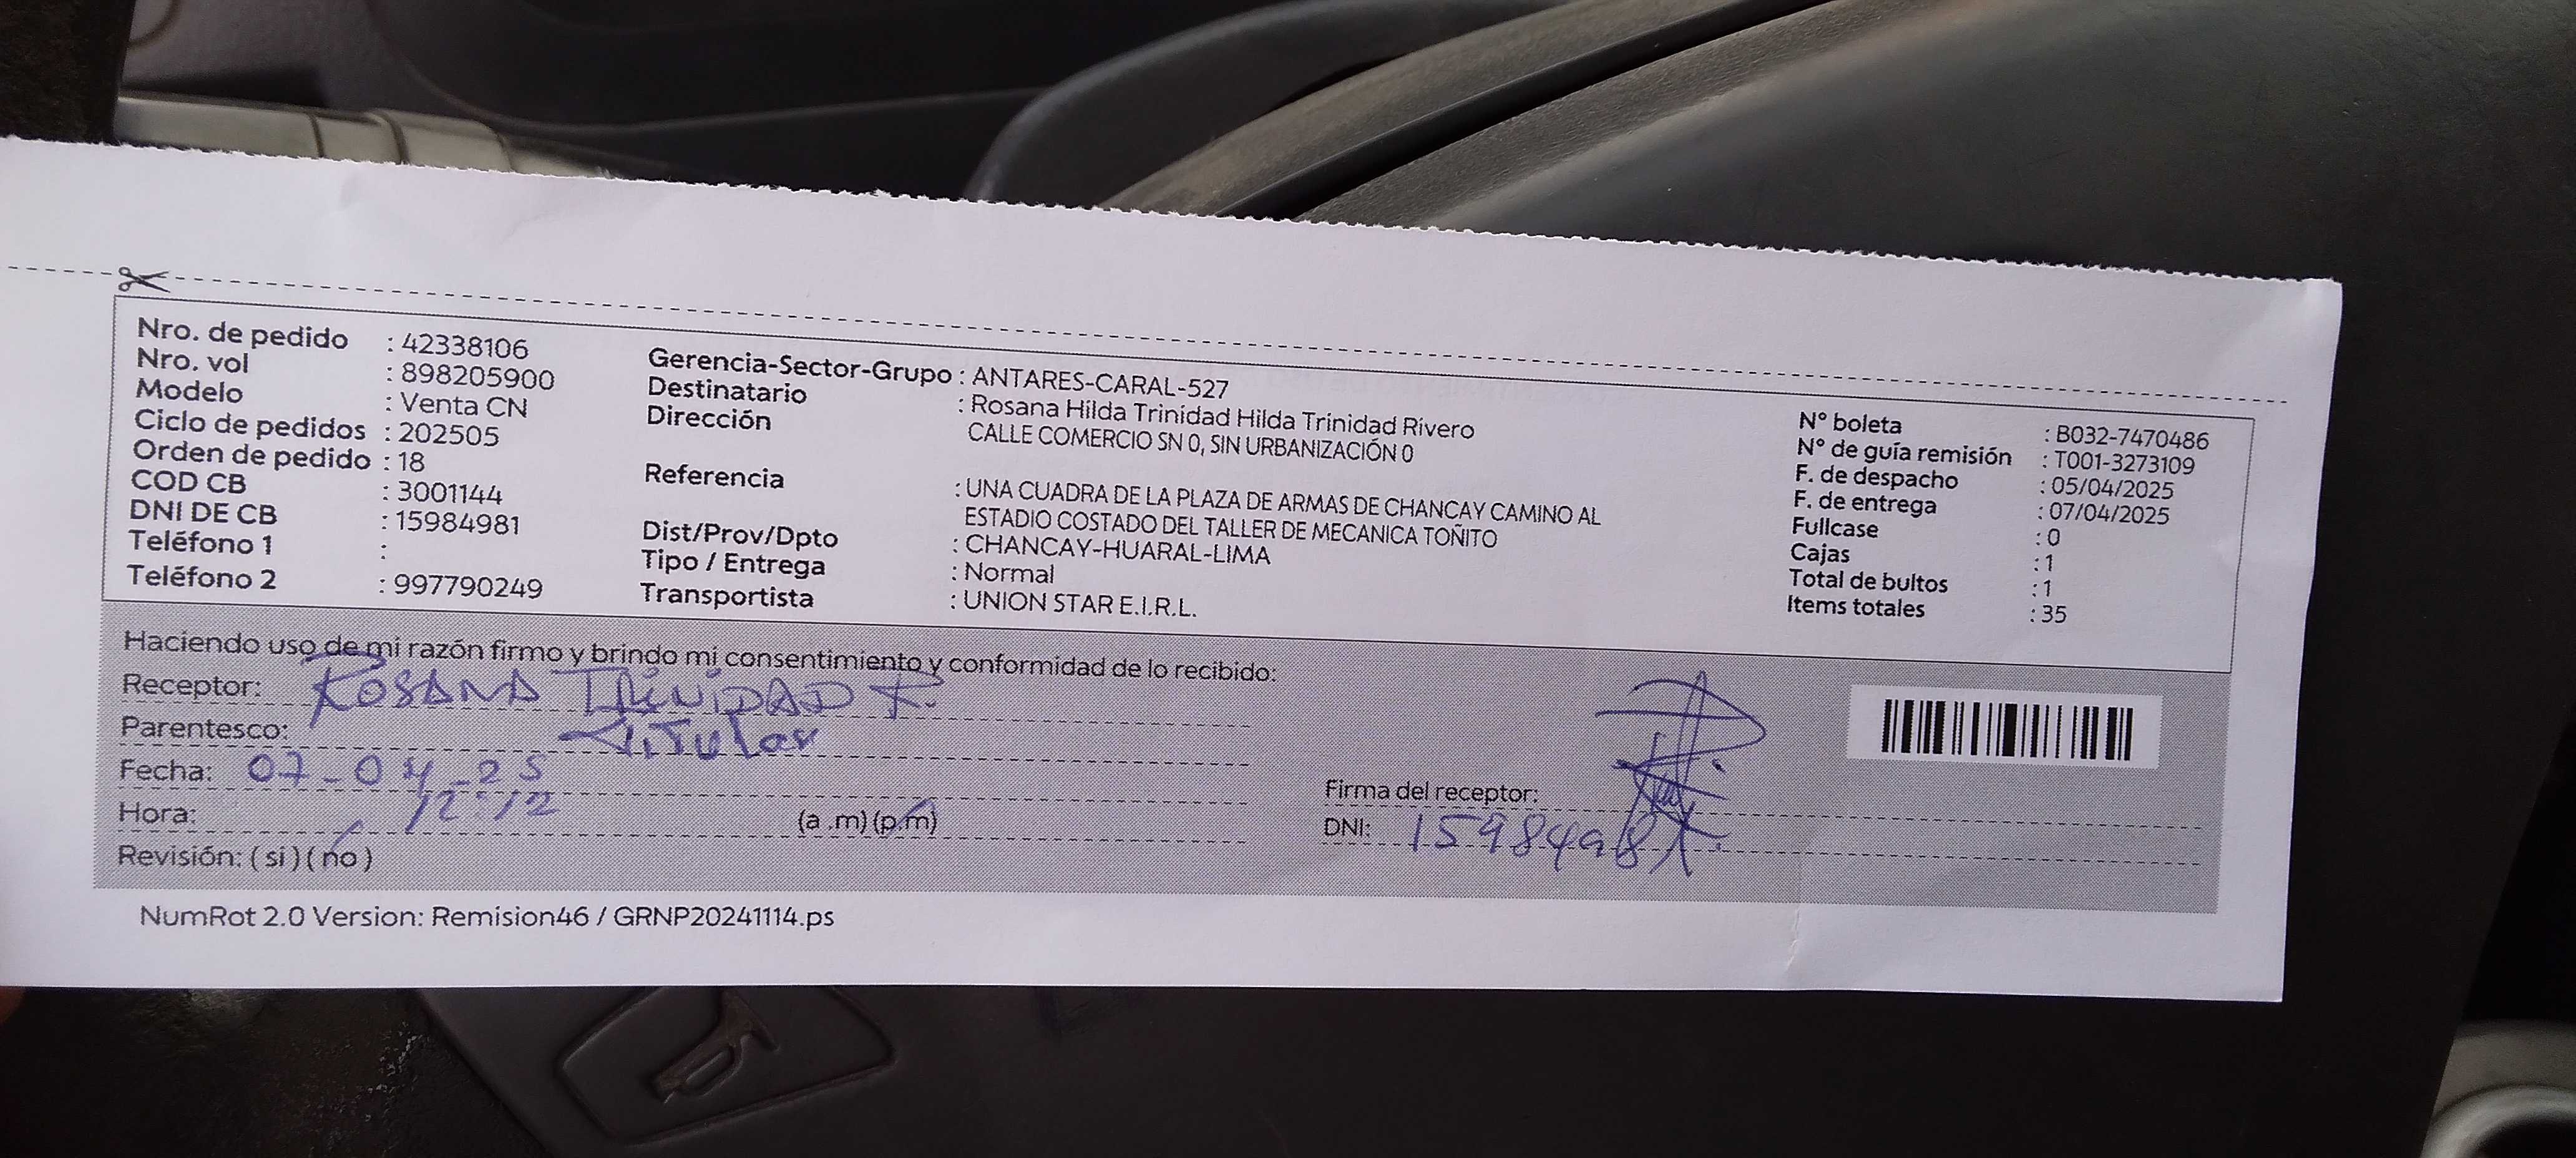 Nro. de pedido : 42338106
Nro. vol : 898205900
Modelo : Venta CN
Ciclo de pedidos : 202505
Orden de pedido : 18
COD CB : 3001144
DNI DE CB : 15984981
Teléfono 1 :
Teléfono 2 : 997790249
Gerencia-Sector-Grupo : ANTARES-CARAL-527
Destinatario : Rosana Hilda Trinidad Hilda Trinidad Rivero
Dirección CALLE COMERCIO SN 0, SIN URBANIZACIÓN 0
Referencia : UNA CUADRA DE LA PLAZA DE ARMAS DE CHANCAY CAMINO AL
ESTADIO COSTADO DEL TALLER DE MECANICA TOÑITO
Dist/Prov/Dpto : CHANCAY-HUARAL-LIMA
Tipo / Entrega : Normal
Transportista : UNION STAR E.I.R.L.
N° boleta : B032-7470486
N° de guía remisión : T001-3273109
F. de despacho : 05/04/2025
F. de entrega : 07/04/2025
Fullcase : 0
Cajas : 1
Total de bultos : 1
Items totales : 35
Haciendo uso de mi razón firmo y brindo mi consentimiento y conformidad de lo recibido:
Receptor: ROSANA TRINIDAD R.
Parentesco: Titular
Fecha: 07-04-25
Hora: 12:12 (a .m) (p.m)
Revisión: ( si ) ( no )
Firma del receptor:
DNI: 15984981
NumRot 2.0 Version: Remision46 / GRNP20241114.ps